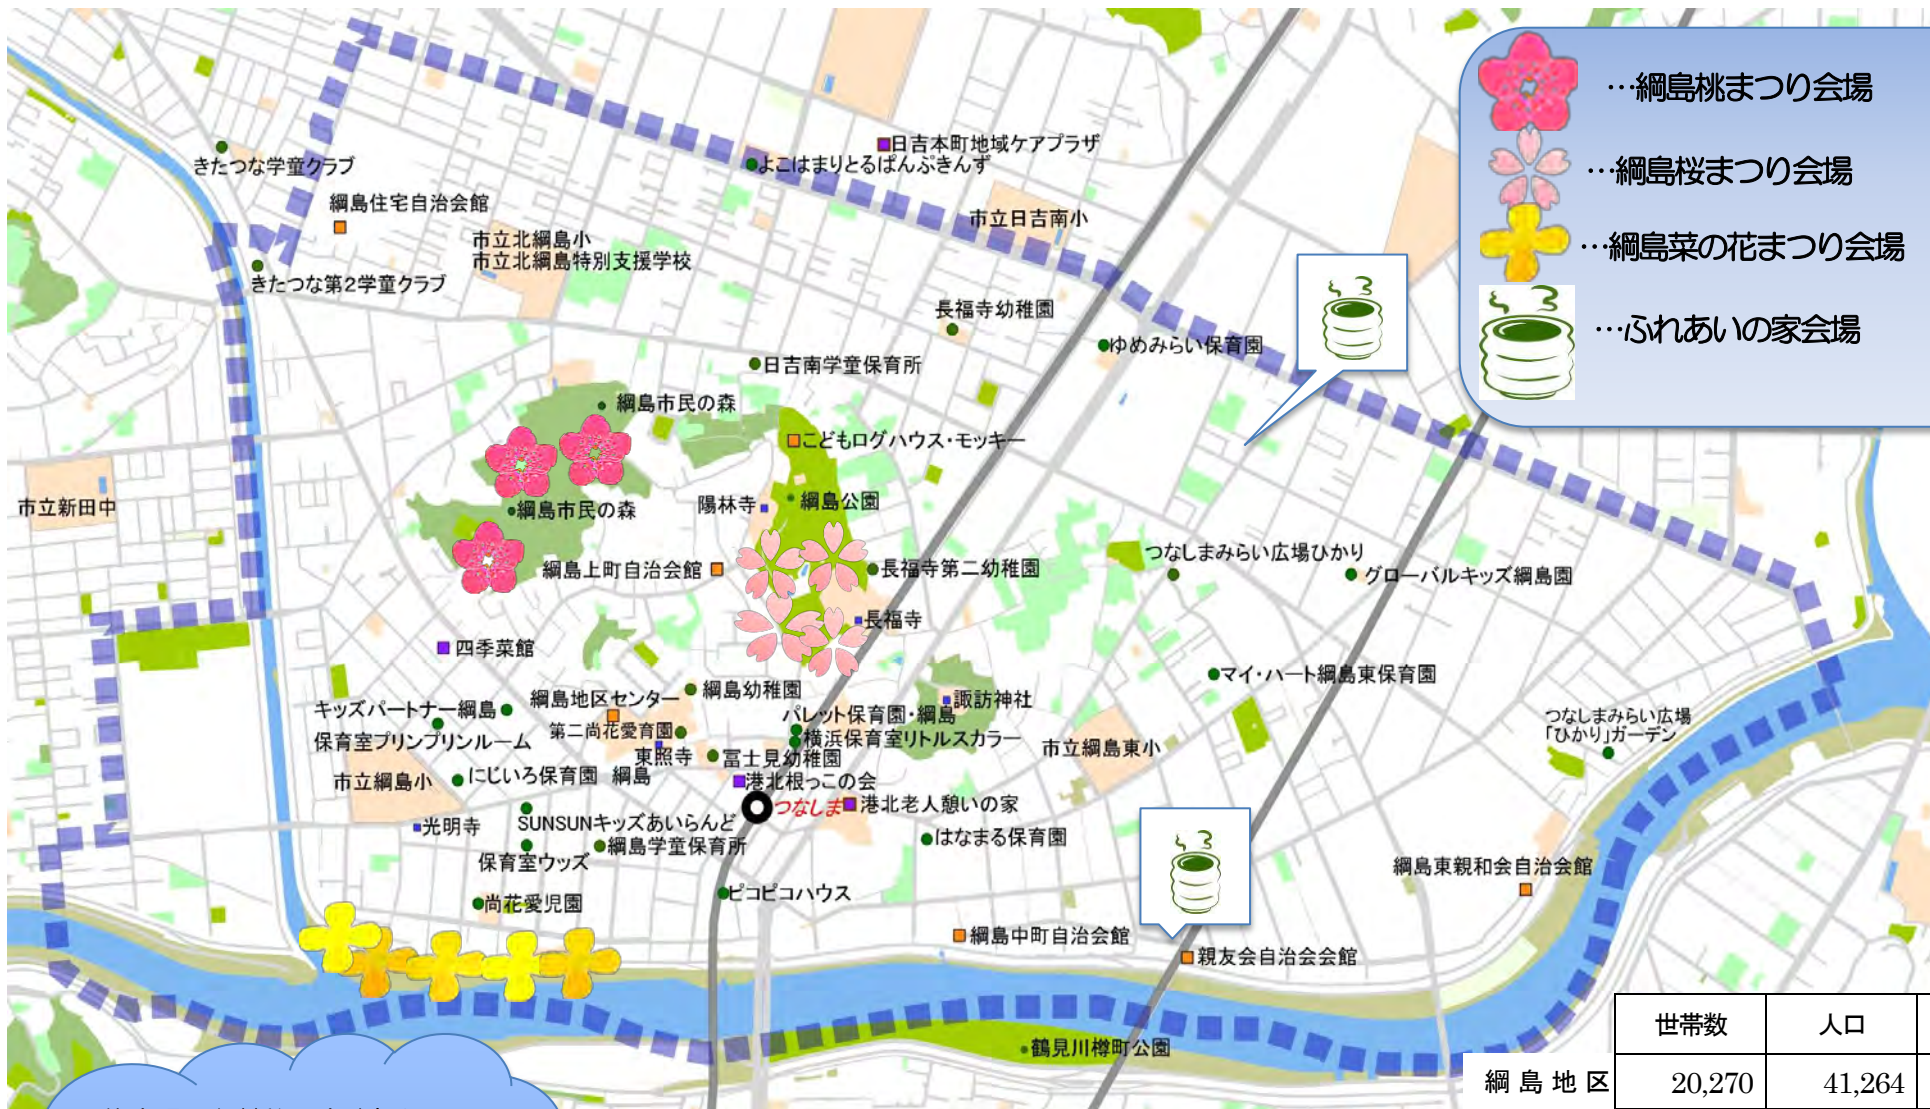 …綱島桃まつり会場
…綱島桜まつり会場
…綱島菜の花まつり会場
…ふれあいの家会場
日吉本町地域ケアプラザ
よこはまりとるぱんぷきんず
きたつな学童クラブ
綱島住宅自治会館
市立日吉南小
市立北綱島小
市立北綱島特別支援学校
きたつな第2学童クラブ
長福寺幼稚園
ゆめみらい保育園
日吉南学童保育所
綱島市民の森
こどもログハウス・モッキー
市立新田中
綱島市民の森
陽林寺
綱島公園
つなしまみらい広場ひかり
綱島上町自治会館
長福寺第二幼稚園
グローバルキッズ綱島園
長福寺
四季菜館
マイ・ハート綱島東保育園
綱島地区センター
綱島幼稚園
諏訪神社
キッズパートナー綱島
パレット保育園・綱島
つなしまみらい広場
「ひかり」ガーデン
保育室プリンプリンルーム
第二尚花愛育園
横浜保育室リトルスカラー
市立綱島東小
東照寺
冨士見幼稚園
市立綱島小
にじいろ保育園 綱島
港北根っこの会
つなしま
港北老人憩いの家
光明寺
SUNSUNキッズあいらんど
綱島学童保育所
はなまる保育園
保育室ウッズ
綱島東親和会自治会館
尚花愛児園
ピコピコハウス
綱島中町自治会館
親友会自治会会館
鶴見川樽町公園
世帯数 人口
綱島地区 20,270 41,264